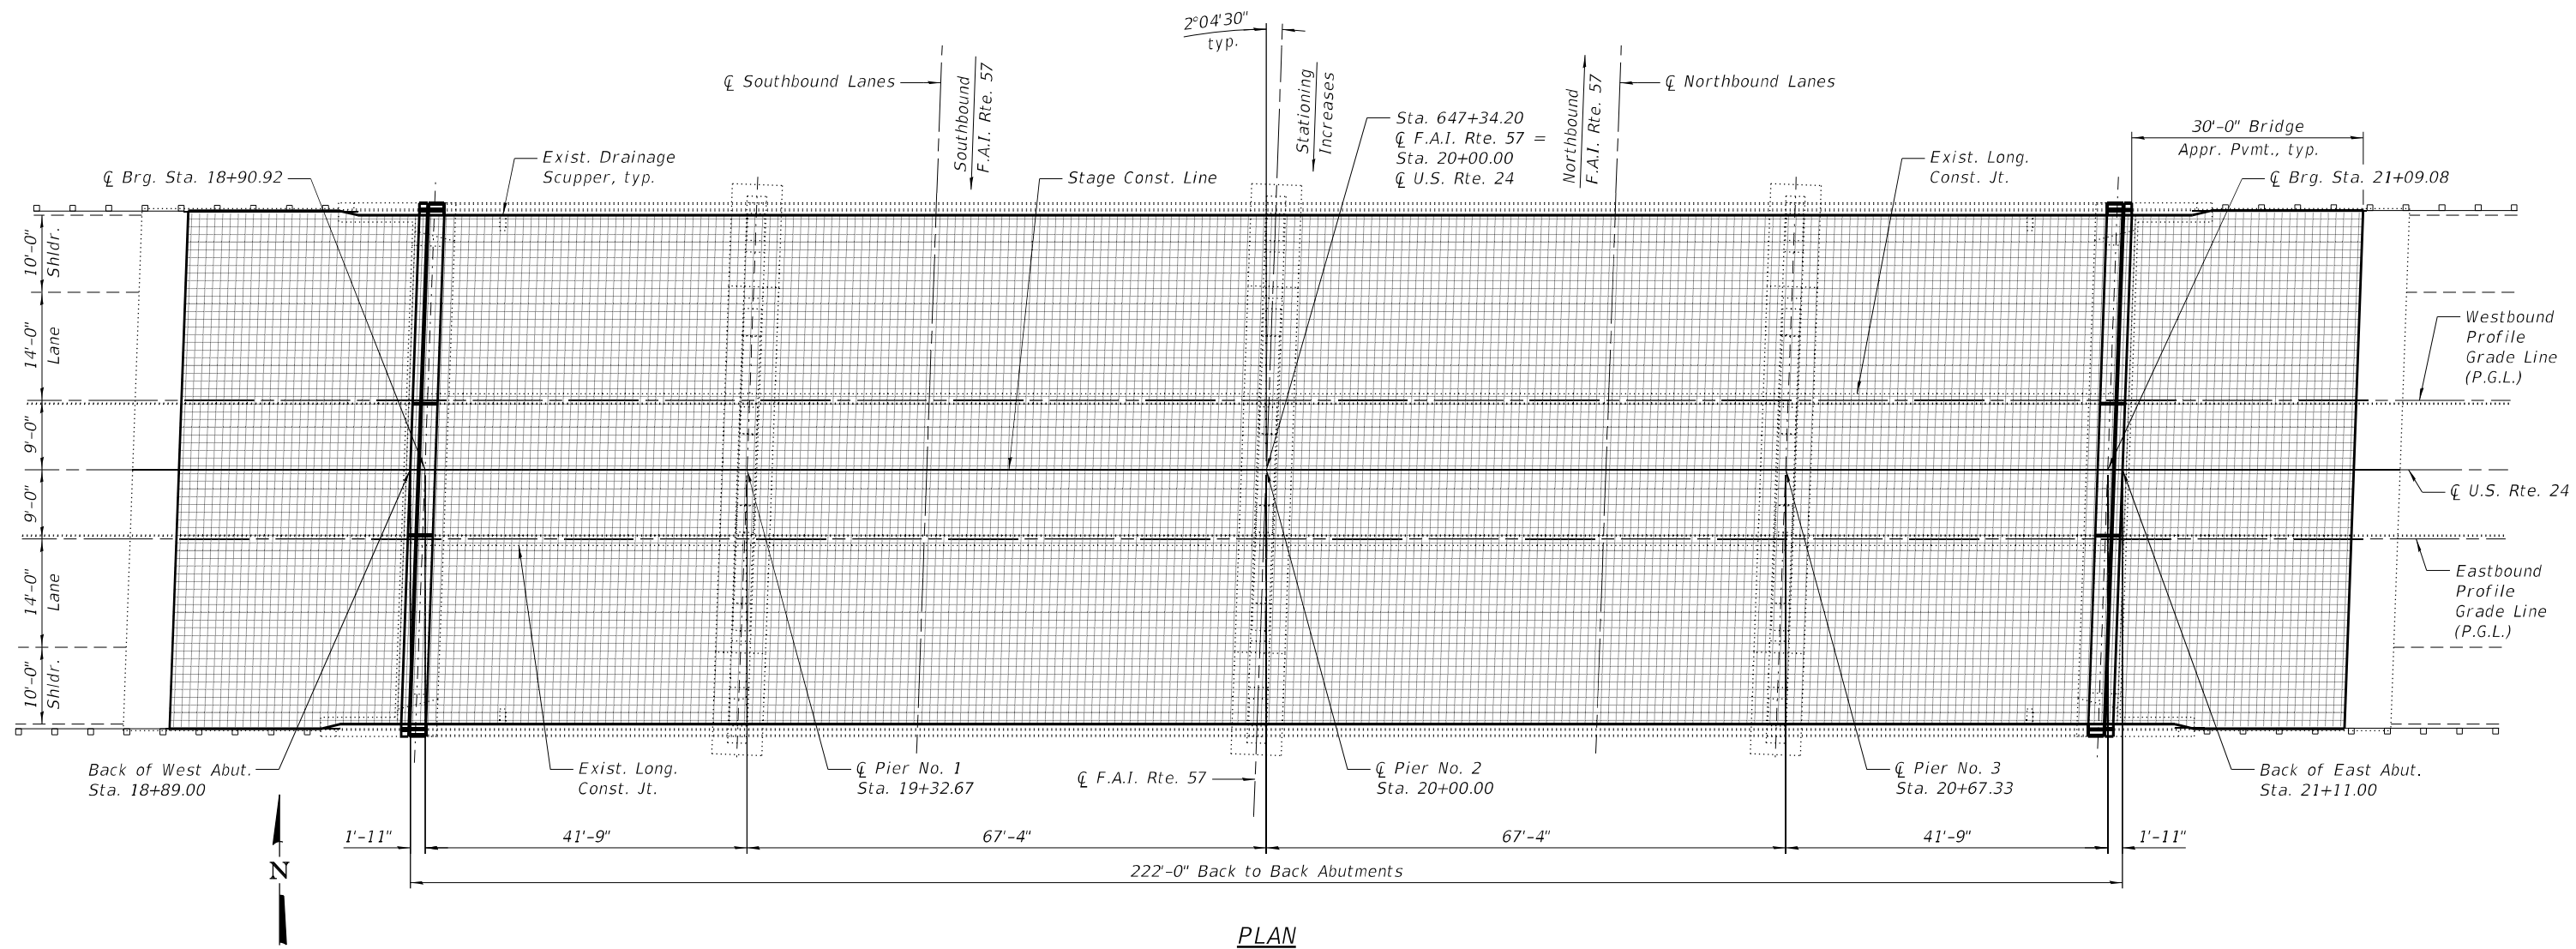 2°04'30"
typ.
℄ Southbound Lanes
Southbound
F.A.I. Rte. 57
Stationing
Increases
Northbound
F.A.I. Rte. 57
℄ Northbound Lanes
Sta. 647+34.20
℄ F.A.I. Rte. 57 =
Sta. 20+00.00
℄ U.S. Rte. 24
30'-0" Bridge
Appr. Pvmt., typ.
℄ Brg. Sta. 18+90.92
Exist. Drainage
Scupper, typ.
Stage Const. Line
Exist. Long.
Const. Jt.
℄ Brg. Sta. 21+09.08
10'-0"
Shldr.
14'-0"
Lane
9'-0"
9'-0"
14'-0"
Lane
10'-0"
Shldr.
Westbound
Profile
Grade Line
(P.G.L.)
℄ U.S. Rte. 24
Eastbound
Profile
Grade Line
(P.G.L.)
Back of West Abut.
Sta. 18+89.00
Exist. Long.
Const. Jt.
℄ Pier No. 1
Sta. 19+32.67
℄ F.A.I. Rte. 57
℄ Pier No. 2
Sta. 20+00.00
℄ Pier No. 3
Sta. 20+67.33
Back of East Abut.
Sta. 21+11.00
1'-11"
41'-9"
67'-4"
67'-4"
41'-9"
1'-11"
222'-0" Back to Back Abutments
N
PLAN